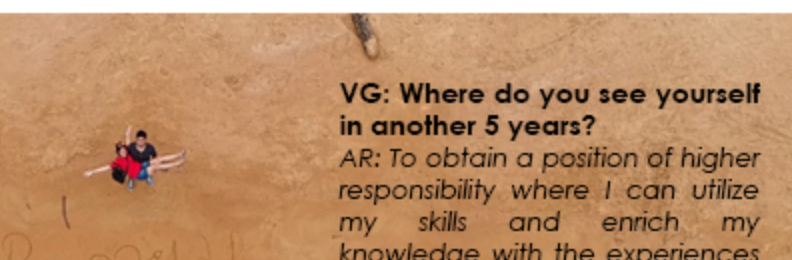 VG: Where do you see yourself
in another 5 years?
AR: To obtain a position of higher
responsibility where I can utilize
my skills and enrich my
knowledge with the experiences